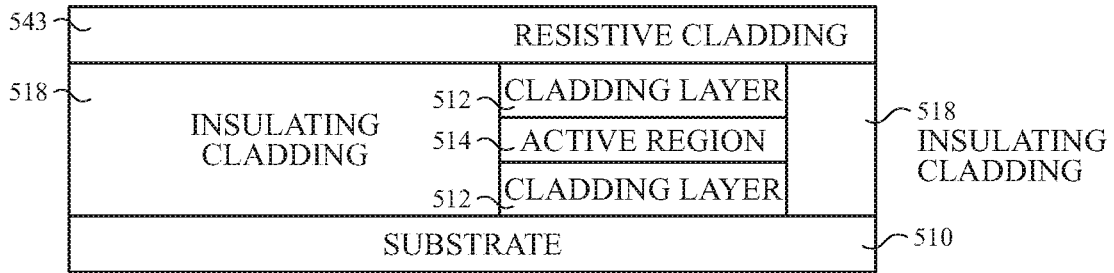 543
RESISTIVE CLADDING
518
INSULATING
CLADDING
512
CLADDING LAYER
514
ACTIVE REGION
512
CLADDING LAYER
518
INSULATING
CLADDING
SUBSTRATE
510